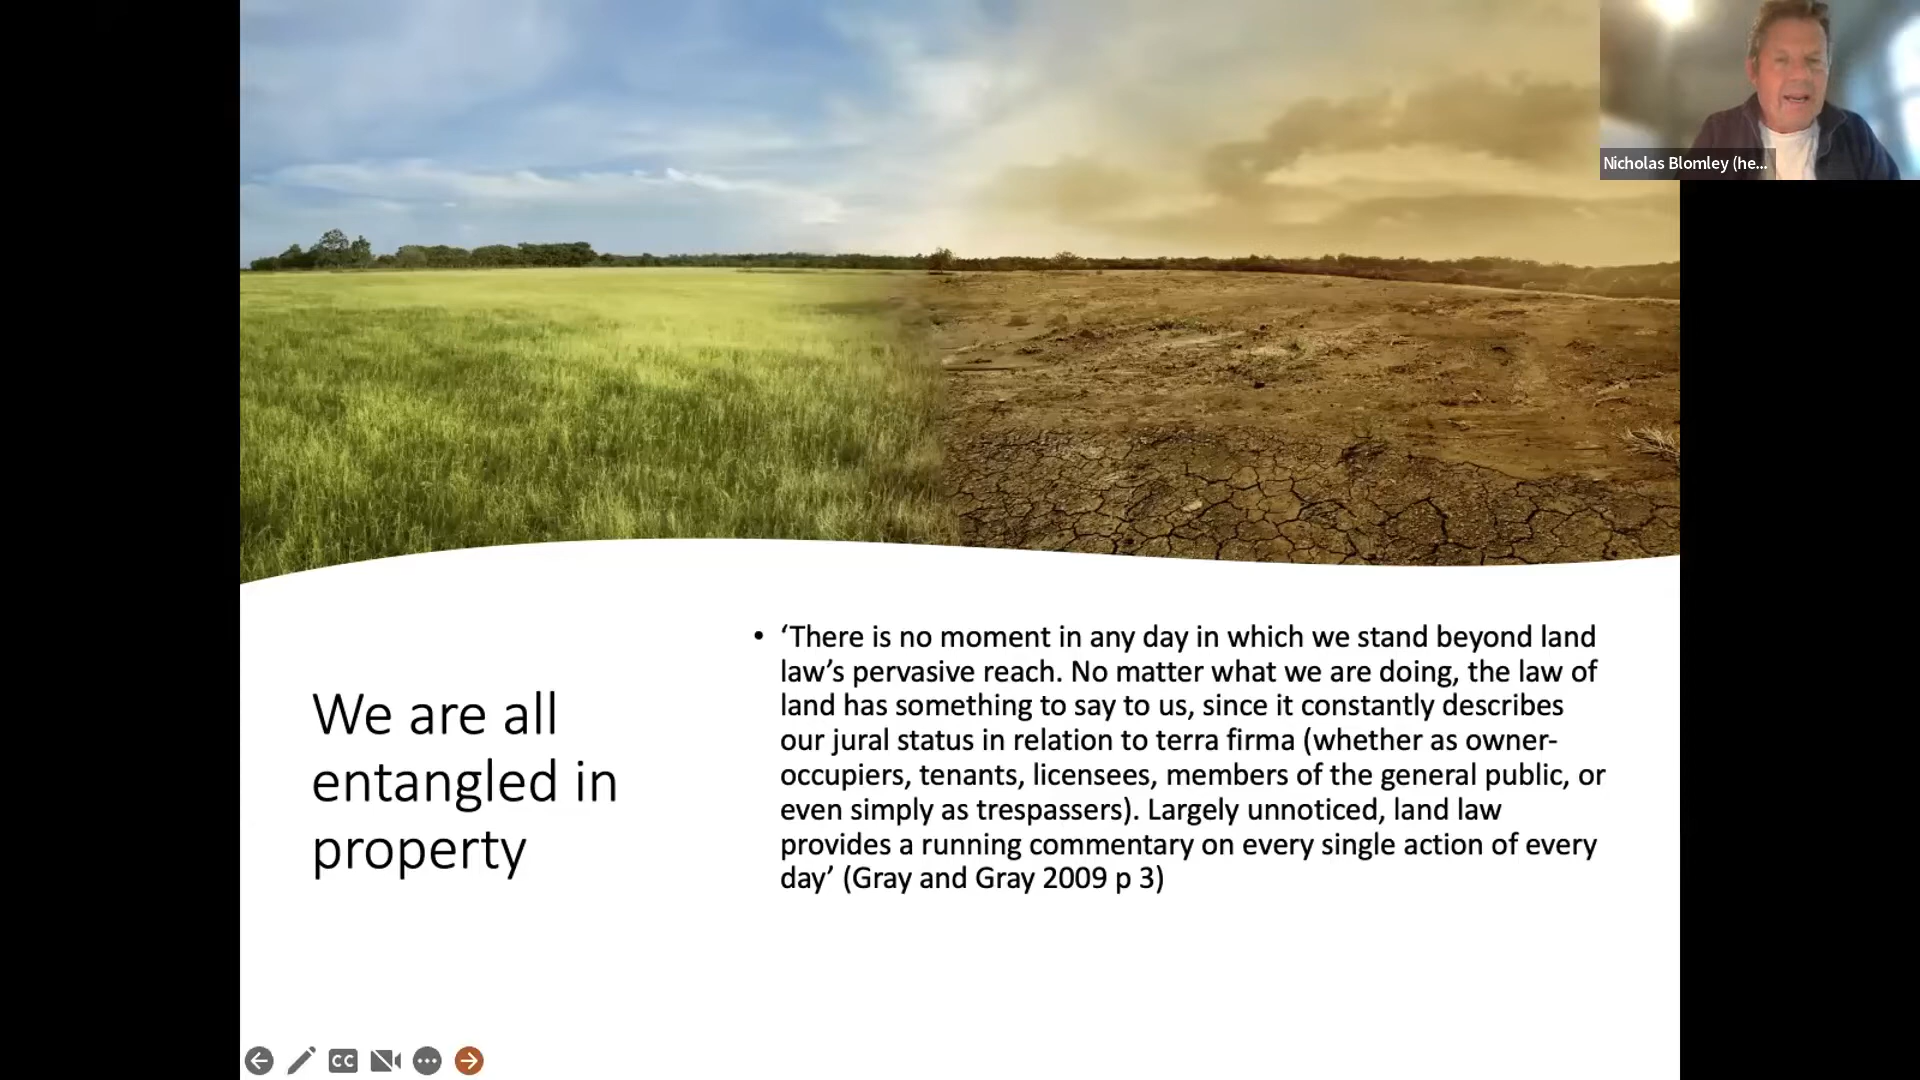 Nicholas Blomley (he...
We are all
entangled in
property
• ‘There is no moment in any day in which we stand beyond land
law’s pervasive reach. No matter what we are doing, the law of
land has something to say to us, since it constantly describes
our jural status in relation to terra firma (whether as owner-
occupiers, tenants, licensees, members of the general public, or
even simply as trespassers). Largely unnoticed, land law
provides a running commentary on every single action of every
day’ (Gray and Gray 2009 p 3)
CC